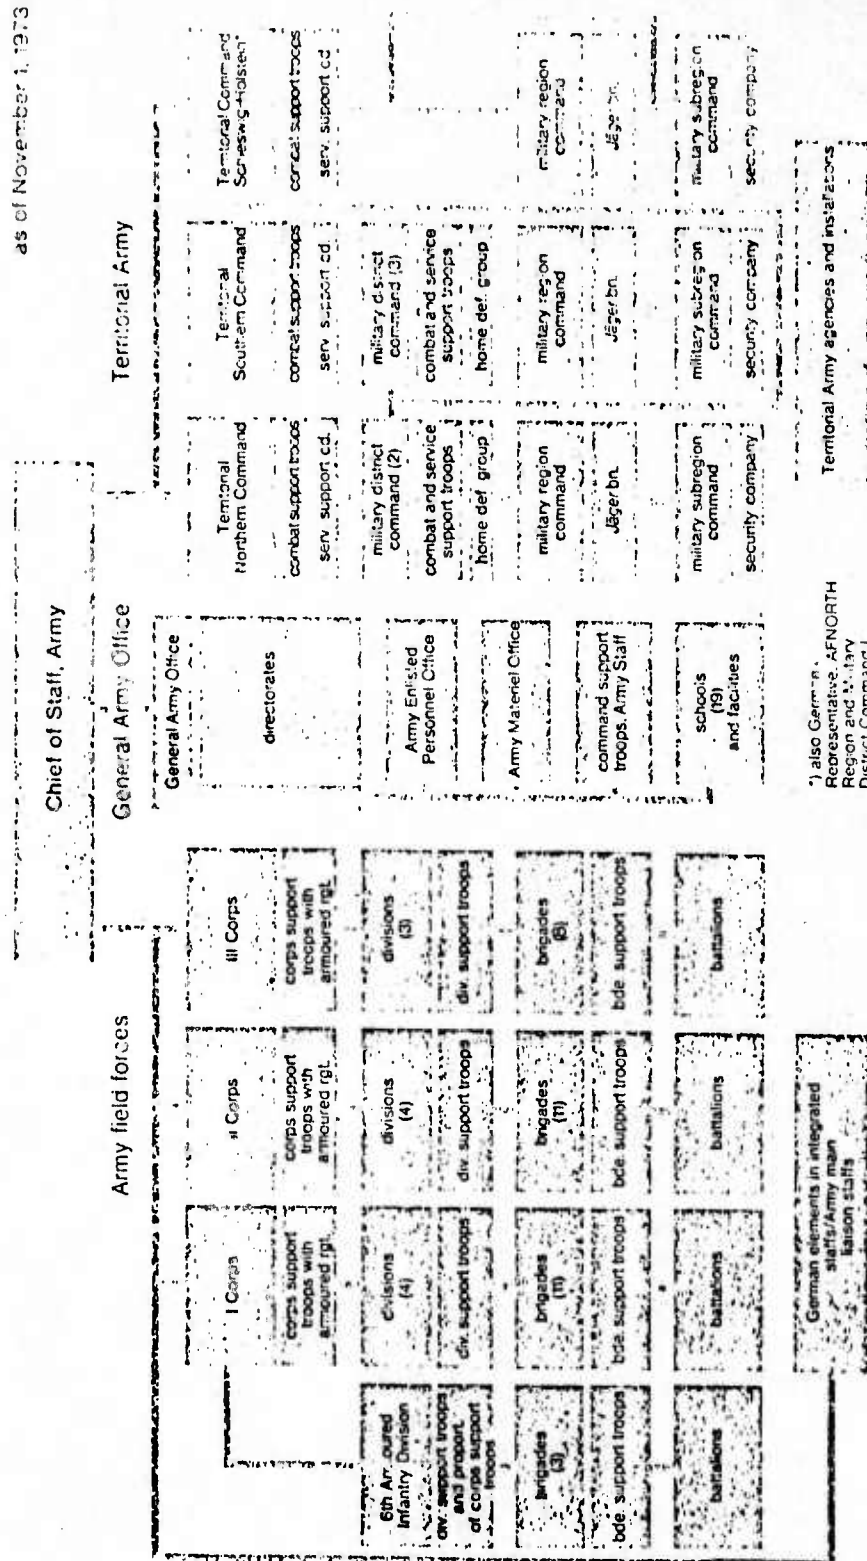 as of November 1, 1973
Chief of Staff, Army
Army field forces
General Army Office
Territorial Army
6th Armoured
Infantry Division
div. support troops
and proport.
of corps support
troops
brigades
(3)
bde. support troops
battalions
I Corps
corps support
troops with
armoured rgt.
divisions
(4)
div. support troops
brigades
(11)
bde. support troops
battalions
II Corps
corps support
troops with
armoured rgt.
divisions
(4)
div. support troops
brigades
(11)
bde. support troops
battalions
III Corps
corps support
troops with
armoured rgt.
divisions
(3)
div. support troops
brigades
(8)
bde. support troops
battalions
German elements in integrated
staffs/Army main
liaison staffs
General Army Office
directorates
Army Enlisted
Personnel Office
Army Materiel Office
command support
troops, Army Staff
schools
(19)
and facilities
Territorial
Northern Command
combat support troops
serv. support cd.
military district
command (2)
combat and service
support troops
home def. group
military region
command
Jäger bn.
military subregion
command
security company
Territorial
Southern Command
combat support troops
serv. support cd.
military district
command (3)
combat and service
support troops
home def. group
military region
command
Jäger bn.
military subregion
command
security company
Territorial Command
Schleswig-Holstein*
combat support troops
serv. support cd
military region
command
Jäger bn.
military subregion
command
security company
Territorial Army agencies and installations
*) also German
Representative, AFNORTH
Region and Military
District Command I